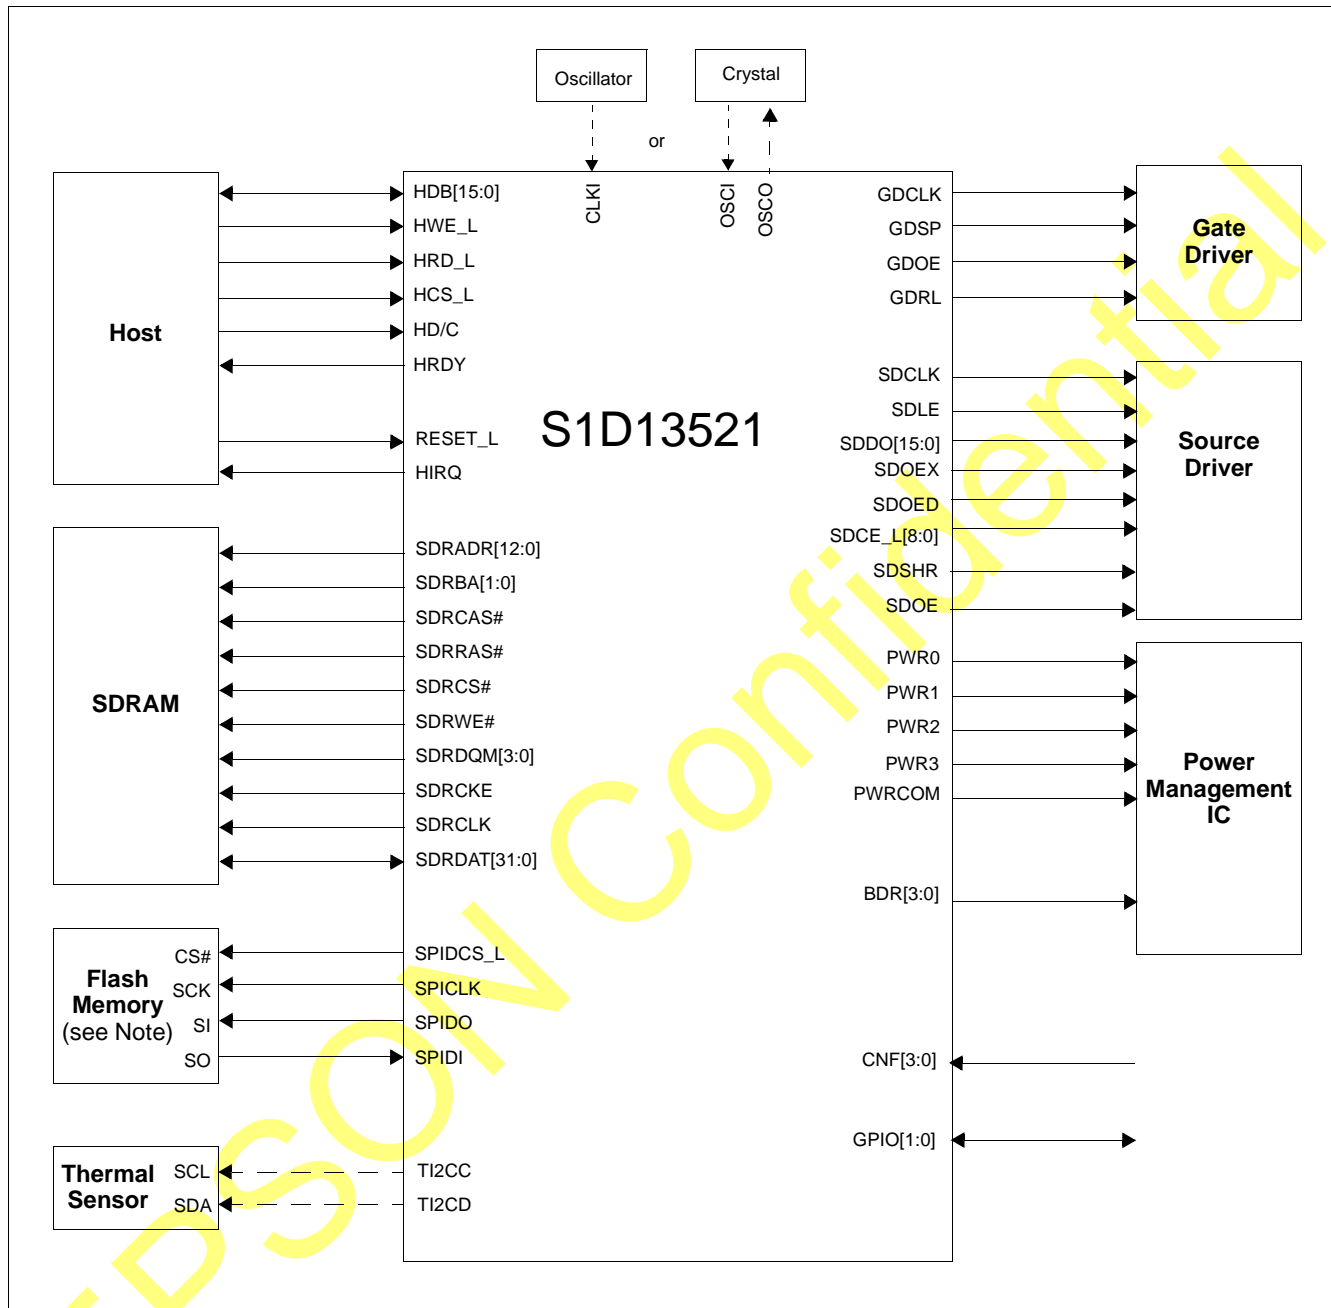 Oscillator
Crystal
or
CLKI
OSCI
OSCO
Host
HDB[15:0]
HWE_L
HRD_L
HCS_L
HD/C
HRDY
RESET_L
HIRQ
S1D13521
SDRAM
SDRADR[12:0]
SDRBA[1:0]
SDRCAS#
SDRRAS#
SDRCS#
SDRWE#
SDRDQM[3:0]
SDRCKE
SDRCLK
SDRDAT[31:0]
Flash
Memory
(see Note)
CS#
SCK
SI
SO
SPIDCS_L
SPICLK
SPIDO
SPIDI
Thermal
Sensor
SCL
SDA
TI2CC
TI2CD
GDCLK
GDSP
GDOE
GDRL
Gate
Driver
SDCLK
SDLE
SDDO[15:0]
SDOEX
SDOED
SDCE_L[8:0]
SDSHR
SDOE
Source
Driver
PWR0
PWR1
PWR2
PWR3
PWRCOM
BDR[3:0]
Power
Management
IC
CNF[3:0]
GPIO[1:0]
EPSON Confidential